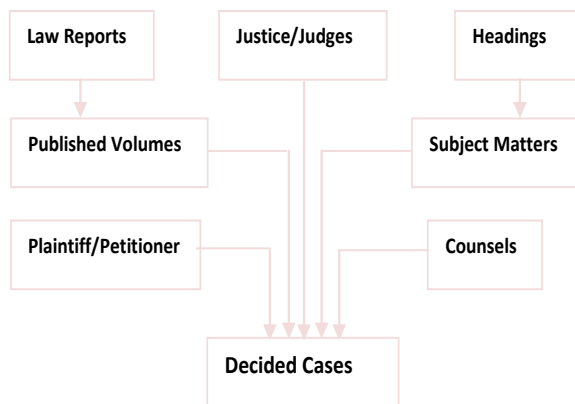 Law Reports
Justice/Judges
Headings
Published Volumes
Subject Matters
Plaintiff/Petitioner
Counsels
Decided Cases